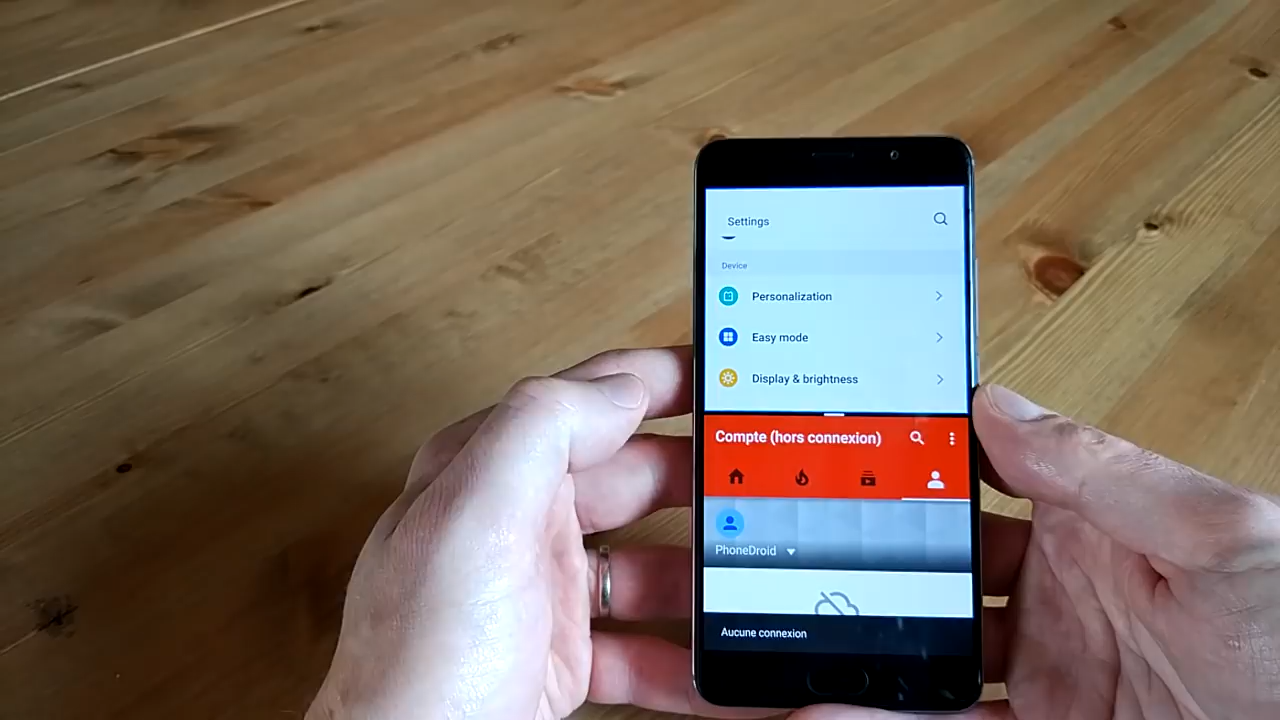 Settings
Device
Personalization
Easy mode
Display & brightness
Compte (hors connexion)
PhoneDroid
Aucune connexion